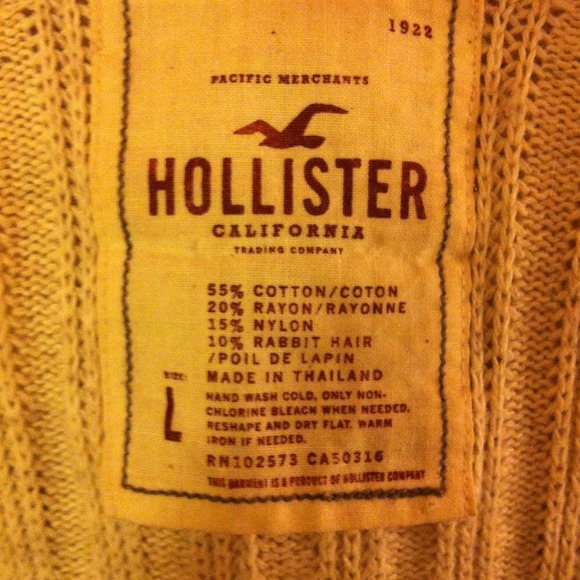 1922
PACIFIC MERCHANTS
HOLLISTER
CALIFORNIA
TRADING COMPANY
55% COTTON/COTON
20% RAYON/RAYONNE
15% NYLON
10% RABBIT HAIR
/POIL DE LAPIN
MADE IN THAILAND
SIZE:
L
HAND WASH COLD, ONLY NON-
CHLORINE BLEACH WHEN NEEDED,
RESHAPE AND DRY FLAT. WARM
IRON IF NEEDED.
RN102573 CA50316
THIS GARMENT IS A PRODUCT OF HOLLISTER COMPANY